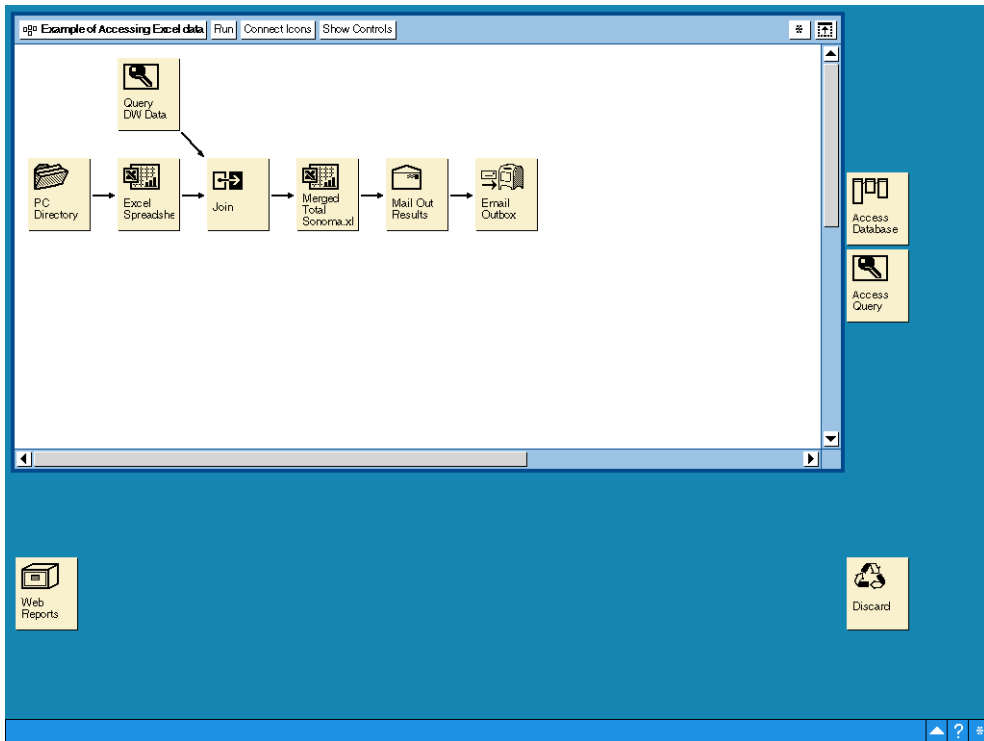 Example of Accessing Excel data Run Connect Icons Show Controls
Query
DW Data
PC
Directory
Excel
Spreadshe
Join
Merged
Total
Sonoma.xl
Mail Out
Results
Email
Outbox
Access
Database
Access
Query
Web
Reports
Discard
?